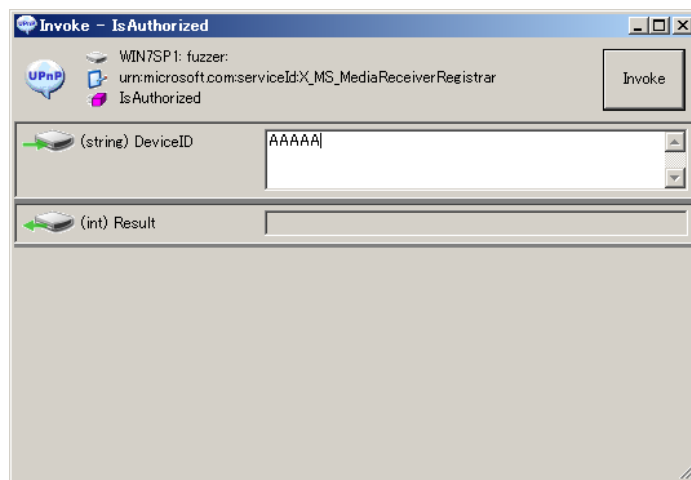 Invoke - IsAuthorized
UPnP
WIN7SP1: fuzzer:
urn:microsoft.com:serviceId:X_MS_MediaReceiverRegistrar
IsAuthorized
Invoke
(string) DeviceID
AAAAA
(int) Result